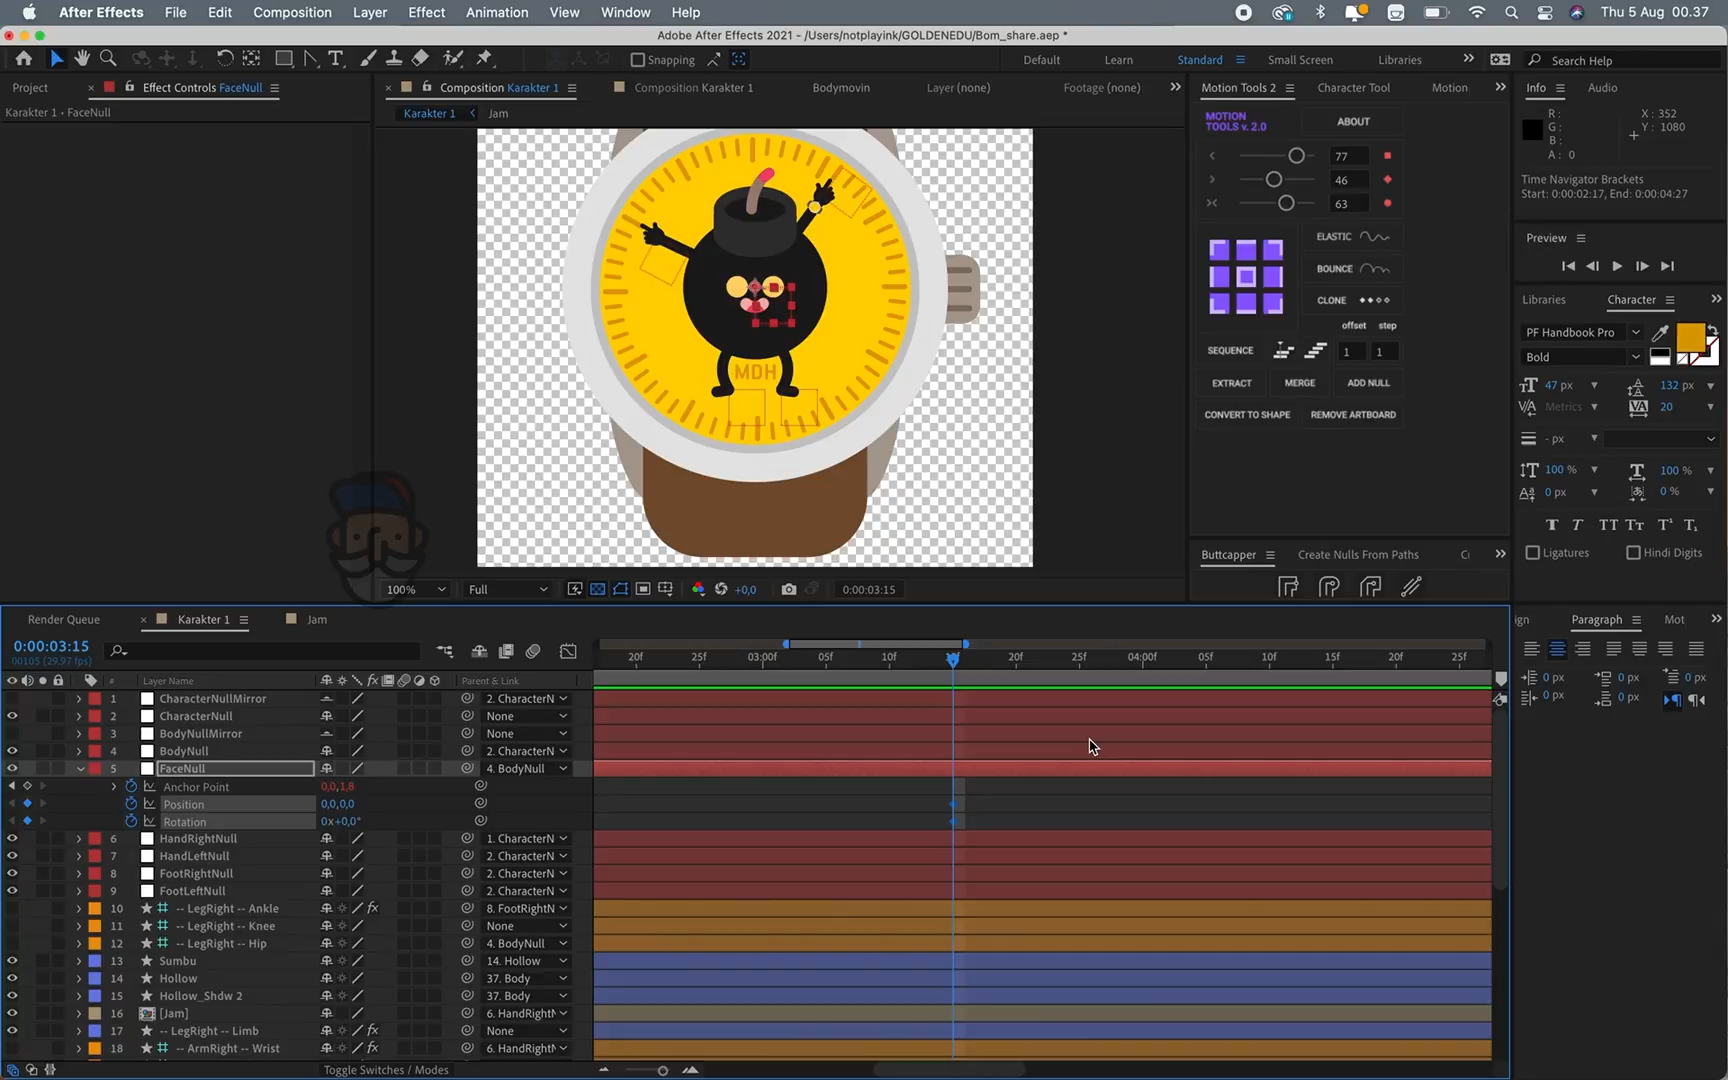 After Effects File Edit Composition Layer Effect Animation View Window Help Thu 5 Aug 00.37
Adobe After Effects 2021 - /Users/notplayink/GOLDENEDU/Bom_share.aep *
Snapping Default Learn Standard Small Screen Libraries Search Help
Project Effect Controls FaceNull Composition Karakter 1 Composition Karakter 1 Bodymovin Layer (none) Footage (none) Motion Tools 2 Character Tool Motion Info Audio
Karakter 1 • FaceNull Karakter 1 Jam
MOTION
TOOLS v. 2.0
ABOUT
77
46
63
ELASTIC
BOUNCE
CLONE
offset step
SEQUENCE 1 1
EXTRACT MERGE ADD NULL
CONVERT TO SHAPE REMOVE ARTBOARD
R:
G:
B:
A: 0
X: 352
Y: 1080
Time Navigator Brackets
Start: 0:00:02:17, End: 0:00:04:27
Preview
Libraries Character
PF Handbook Pro
Bold
47 px 132 px
Metrics 20
- px
100 % 100 %
0 px 0 %
T T TT Tт T¹ T₁
Ligatures Hindi Digits
MDH
Buttcapper Create Nulls From Paths
100% Full +0,0 0:00:03:15
Render Queue Karakter 1 Jam
0:00:03:15
00105 (29.97 fps)
20f 25f 03:00f 05f 10f 20f 25f 04:00f 05f 10f 15f 20f 25f
# Layer Name Parent & Link
1 CharacterNullMirror 2. CharacterN
2 CharacterNull None
3 BodyNullMirror None
4 BodyNull 2. CharacterN
5 FaceNull 4. BodyNull
Anchor Point 0,0,1,8
Position 0,0,0,0
Rotation 0x+0,0°
6 HandRightNull 1. CharacterN
7 HandLeftNull 2. CharacterN
8 FootRightNull 2. CharacterN
9 FootLeftNull 2. CharacterN
10 -- LegRight -- Ankle fx 8. FootRightN
11 -- LegRight -- Knee None
12 -- LegRight -- Hip 4. BodyNull
13 Sumbu 14. Hollow
14 Hollow 37. Body
15 Hollow_Shdw 2 37. Body
16 [Jam] 6. HandRightN
17 -- LegRight -- Limb fx None
18 -- ArmRight -- Wrist fx 6. HandRightN
Toggle Switches / Modes
ign Paragraph Mot
0 px 0 px 0 px
0 px 0 px